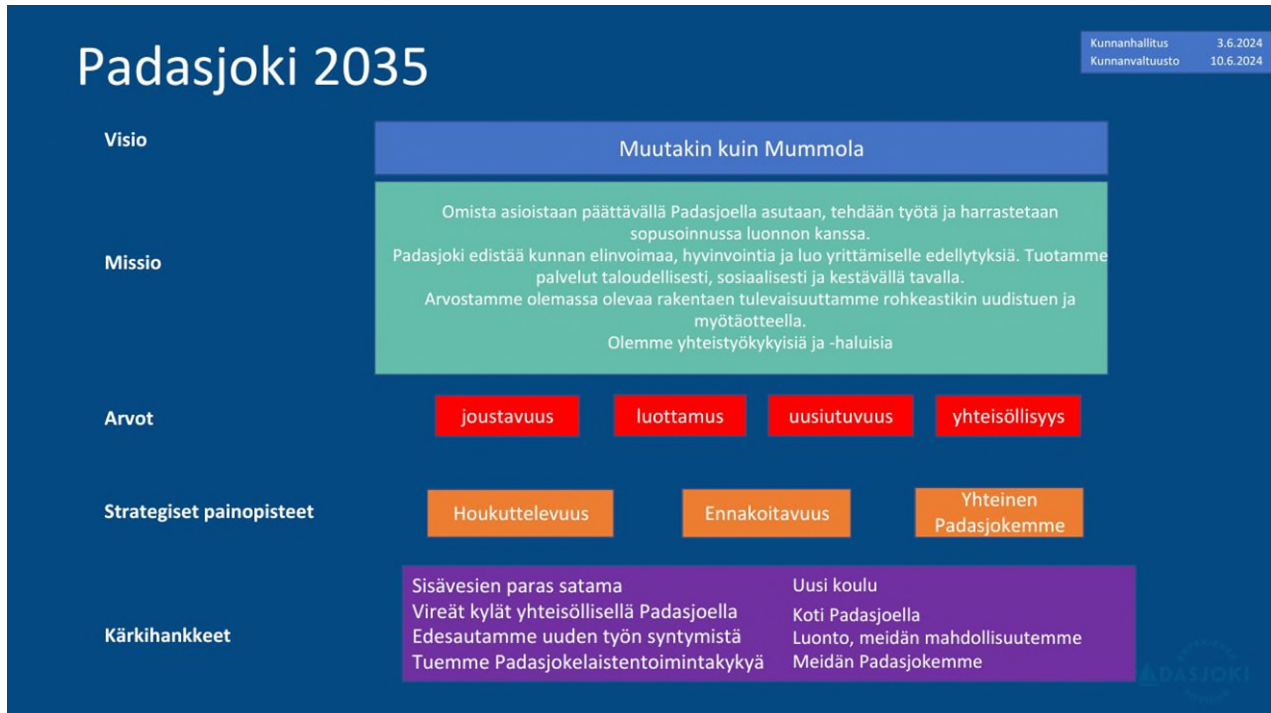 Padasjoki 2035
Kunnanhallitus 3.6.2024
Kunnanvaltuusto 10.6.2024
Visio
Muutakin kuin Mummola
Missio
Omista asioistaan päättävällä Padasjoella asutaan, tehdään työtä ja harrastetaan
sopusoinnussa luonnon kanssa.
Padasjoki edistää kunnan elinvoimaa, hyvinvointia ja luo yrittämiselle edellytyksiä. Tuotamme
palvelut taloudellisesti, sosiaalisesti ja kestävällä tavalla.
Arvostamme olemassa olevaa rakentaen tulevaisuuttamme rohkeastikin uudistuen ja
myötäotteella.
Olemme yhteistyökykyisiä ja -haluisia
Arvot
joustavuus luottamus uusiutuvuus yhteisöllisyys
Strategiset painopisteet
Houkuttelevuus Ennakoitavuus Yhteinen
Padasjokemme
Kärkihankkeet
Sisävesien paras satama
Vireät kylät yhteisöllisellä Padasjoella
Edesautamme uuden työn syntymistä
Tuemme Padasjokelaistentoimintakykyä
Uusi koulu
Koti Padasjoella
Luonto, meidän mahdollisuutemme
Meidän Padasjokemme
PADASJOKI